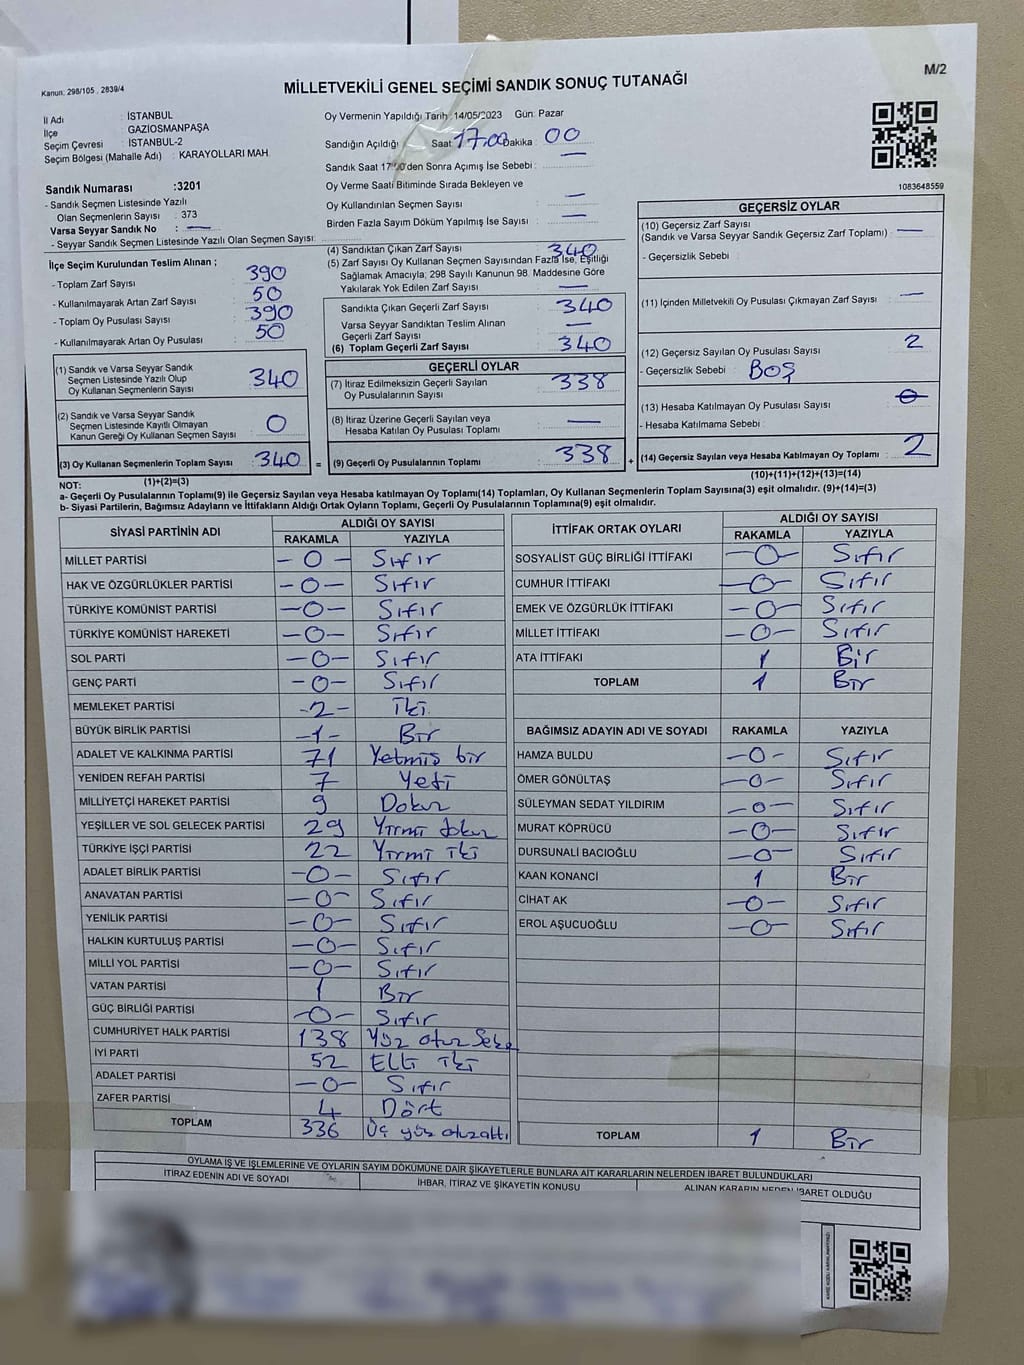 Kanun: 298/105 , 2839/4
MİLLETVEKİLİ GENEL SEÇİMİ SANDIK SONUÇ TUTANAĞI
M/2
İl Adı : İSTANBUL
İlçe : GAZİOSMANPAŞA
Seçim Çevresi : İSTANBUL-2
Seçim Bölgesi (Mahalle Adı) : KARAYOLLARI MAH.
Sandık Numarası :3201
- Sandık Seçmen Listesinde Yazılı
Olan Seçmenlerin Sayısı : 373
Varsa Seyyar Sandık No : —
- Seyyar Sandık Seçmen Listesinde Yazılı Olan Seçmen Sayısı:
Oy Vermenin Yapıldığı Tarih :14/05/2023 Gün: Pazar
Sandığın Açıldığı Saat 17.00 Dakika : 00
Sandık Saat 17:00'den Sonra Açımış İse Sebebi : —
Oy Verme Saati Bitiminde Sırada Bekleyen ve
Oy Kullandırılan Seçmen Sayısı : —
Birden Fazla Sayım Döküm Yapılmış İse Sayısı : —
1083648559
İlçe Seçim Kurulundan Teslim Alınan ;
- Toplam Zarf Sayısı : 390
- Kullanılmayarak Artan Zarf Sayısı : 50
- Toplam Oy Pusulası Sayısı : 390
- Kullanılmayarak Artan Oy Pusulası : 50
(1) Sandık ve Varsa Seyyar Sandık
Seçmen Listesinde Yazılı Olup
Oy Kullanan Seçmenlerin Sayısı : 340
(2) Sandık ve Varsa Seyyar Sandık
Seçmen Listesinde Kayıtlı Olmayan
Kanun Gereği Oy Kullanan Seçmen Sayısı : 0
(3) Oy Kullanan Seçmenlerin Toplam Sayısı : 340
(1)+(2)=(3)
(4) Sandıktan Çıkan Zarf Sayısı : 340
(5) Zarf Sayısı Oy Kullanan Seçmen Sayısından Fazla İse, Eşitliği
Sağlamak Amacıyla, 298 Sayılı Kanunun 98. Maddesine Göre
Yakılarak Yok Edilen Zarf Sayısı :
Sandıkta Çıkan Geçerli Zarf Sayısı : 340
Varsa Seyyar Sandıktan Teslim Alınan
Geçerli Zarf Sayısı : —
(6) Toplam Geçerli Zarf Sayısı : 340
GEÇERLİ OYLAR
(7) İtiraz Edilmeksizin Geçerli Sayılan
Oy Pusulalarının Sayısı : 338
(8) İtiraz Üzerine Geçerli Sayılan veya
Hesaba Katılan Oy Pusulası Toplamı : —
= (9) Geçerli Oy Pusulalarının Toplamı : 338
GEÇERSİZ OYLAR
(10) Geçersiz Zarf Sayısı
(Sandık ve Varsa Seyyar Sandık Geçersiz Zarf Toplamı) : —
- Geçersizlik Sebebi :
(11) İçinden Milletvekili Oy Pusulası Çıkmayan Zarf Sayısı : —
(12) Geçersiz Sayılan Oy Pusulası Sayısı : 2
- Geçersizlik Sebebi : BOŞ
(13) Hesaba Katılmayan Oy Pusulası Sayısı : 0
- Hesaba Katılmama Sebebi :
+ (14) Geçersiz Sayılan veya Hesaba Katılmayan Oy Toplamı : 2
(10)+(11)+(12)+(13)=(14)
NOT:
a- Geçerli Oy Pusulalarının Toplamı(9) ile Geçersiz Sayılan veya Hesaba katılmayan Oy Toplamı(14) Toplamları, Oy Kullanan Seçmenlerin Toplam Sayısına(3) eşit olmalıdır. (9)+(14)=(3)
b- Siyasi Partilerin, Bağımsız Adayların ve İttifakların Aldığı Ortak Oyların Toplamı, Geçerli Oy Pusulalarının Toplamına(9) eşit olmalıdır.
SİYASİ PARTİNİN ADI ALDIĞI OY SAYISI
RAKAMLA YAZIYLA
MİLLET PARTİSİ - 0 - Sıfır
HAK VE ÖZGÜRLÜKLER PARTİSİ -0- Sıfır
TÜRKİYE KOMÜNİST PARTİSİ -0- Sıfır
TÜRKİYE KOMÜNİST HAREKETİ -0- Sıfır
SOL PARTİ -0- Sıfır
GENÇ PARTİ -0- Sıfır
MEMLEKET PARTİSİ -2- İki
BÜYÜK BİRLİK PARTİSİ -1- Bir
ADALET VE KALKINMA PARTİSİ 71 Yetmiş bir
YENİDEN REFAH PARTİSİ 7 Yedi
MİLLİYETÇİ HAREKET PARTİSİ 9 Dokuz
YEŞİLLER VE SOL GELECEK PARTİSİ 29 Yirmi dokuz
TÜRKİYE İŞÇİ PARTİSİ 22 Yirmi iki
ADALET BİRLİK PARTİSİ -0- Sıfır
ANAVATAN PARTİSİ -0- Sıfır
YENİLİK PARTİSİ -0- Sıfır
HALKIN KURTULUŞ PARTİSİ -0- Sıfır
MİLLİ YOL PARTİSİ -0- Sıfır
VATAN PARTİSİ 1 Bir
GÜÇ BİRLİĞİ PARTİSİ -0- Sıfır
CUMHURİYET HALK PARTİSİ 138 Yüz otuz Seke
İYİ PARTİ 52 Elli iki
ADALET PARTİSİ -0- Sıfır
ZAFER PARTİSİ 4 Dört
TOPLAM 336 Üç yüz otuzaltı
İTTİFAK ORTAK OYLARI ALDIĞI OY SAYISI
RAKAMLA YAZIYLA
SOSYALİST GÜÇ BİRLİĞİ İTTİFAKI -0- Sıfır
CUMHUR İTTİFAKI -0- Sıfır
EMEK VE ÖZGÜRLÜK İTTİFAKI -0- Sıfır
MİLLET İTTİFAKI -0- Sıfır
ATA İTTİFAKI 1 Bir
TOPLAM 1 Bir
BAĞIMSIZ ADAYIN ADI VE SOYADI RAKAMLA YAZIYLA
HAMZA BULDU -0- Sıfır
ÖMER GÖNÜLTAŞ -0- Sıfır
SÜLEYMAN SEDAT YILDIRIM -0- Sıfır
MURAT KÖPRÜCÜ -0- Sıfır
DURSUNALİ BACIOĞLU -0- Sıfır
KAAN KONANCİ 1 Bir
CİHAT AK -0- Sıfır
EROL AŞUCUOĞLU -0- Sıfır
TOPLAM 1 Bir
OYLAMA İŞ VE İŞLEMLERİNE VE OYLARIN SAYIM DÖKÜMÜNE DAİR ŞİKAYETLERLE BUNLARA AİT KARARLARIN NELERDEN İBARET BULUNDUKLARI
İTİRAZ EDENİN ADI VE SOYADI İHBAR, İTİRAZ VE ŞİKAYETİN KONUSU ALINAN KARARIN NEDEN İBARET OLDUĞU